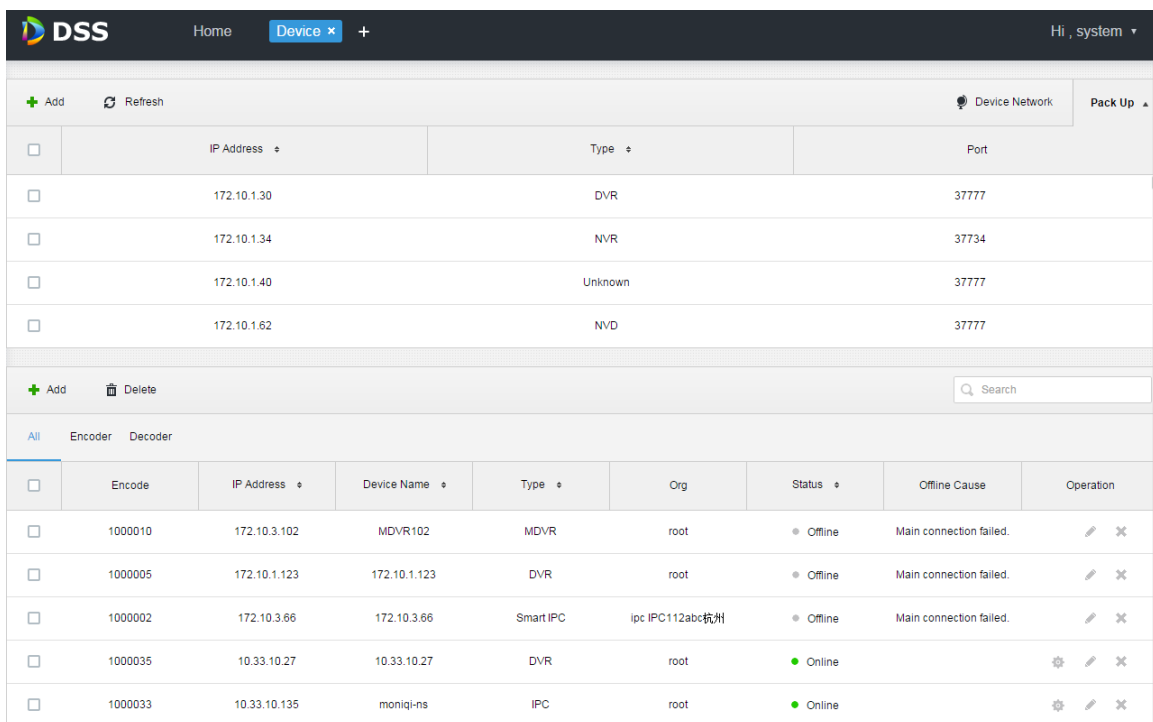 DSS Home Device × + Hi , system
Add Refresh Device Network Pack Up
IP Address Type Port
172.10.1.30 DVR 37777
172.10.1.34 NVR 37734
172.10.1.40 Unknown 37777
172.10.1.62 NVD 37777
Add Delete Search
All Encoder Decoder
Encode IP Address Device Name Type Org Status Offline Cause Operation
1000010 172.10.3.102 MDVR102 MDVR root Offline Main connection failed.
1000005 172.10.1.123 172.10.1.123 DVR root Offline Main connection failed.
1000002 172.10.3.66 172.10.3.66 Smart IPC ipc IPC112abc杭州 Offline Main connection failed.
1000035 10.33.10.27 10.33.10.27 DVR root Online
1000033 10.33.10.135 moniqi-ns IPC root Online